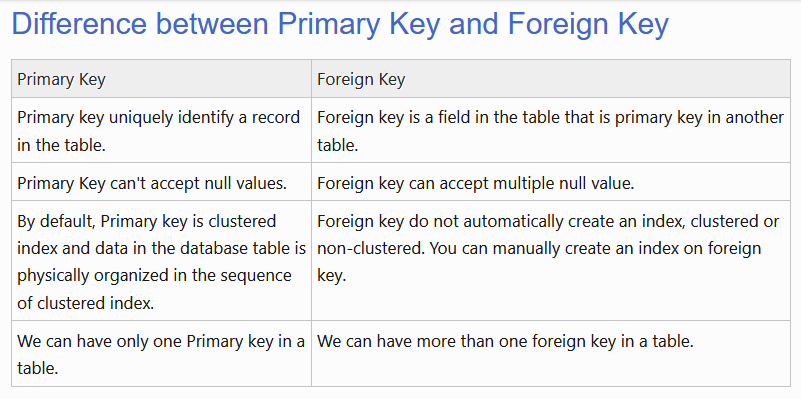 Difference between Primary Key and Foreign Key
Primary Key
Foreign Key
Primary key uniquely identify a record
in the table.
Foreign key is a field in the table that is primary key in another
table.
Primary Key can't accept null values.
Foreign key can accept multiple null value.
By default, Primary key is clustered
index and data in the database table is
physically organized in the sequence
of clustered index.
Foreign key do not automatically create an index, clustered or
non-clustered. You can manually create an index on foreign
key.
We can have only one Primary key in a
table.
We can have more than one foreign key in a table.